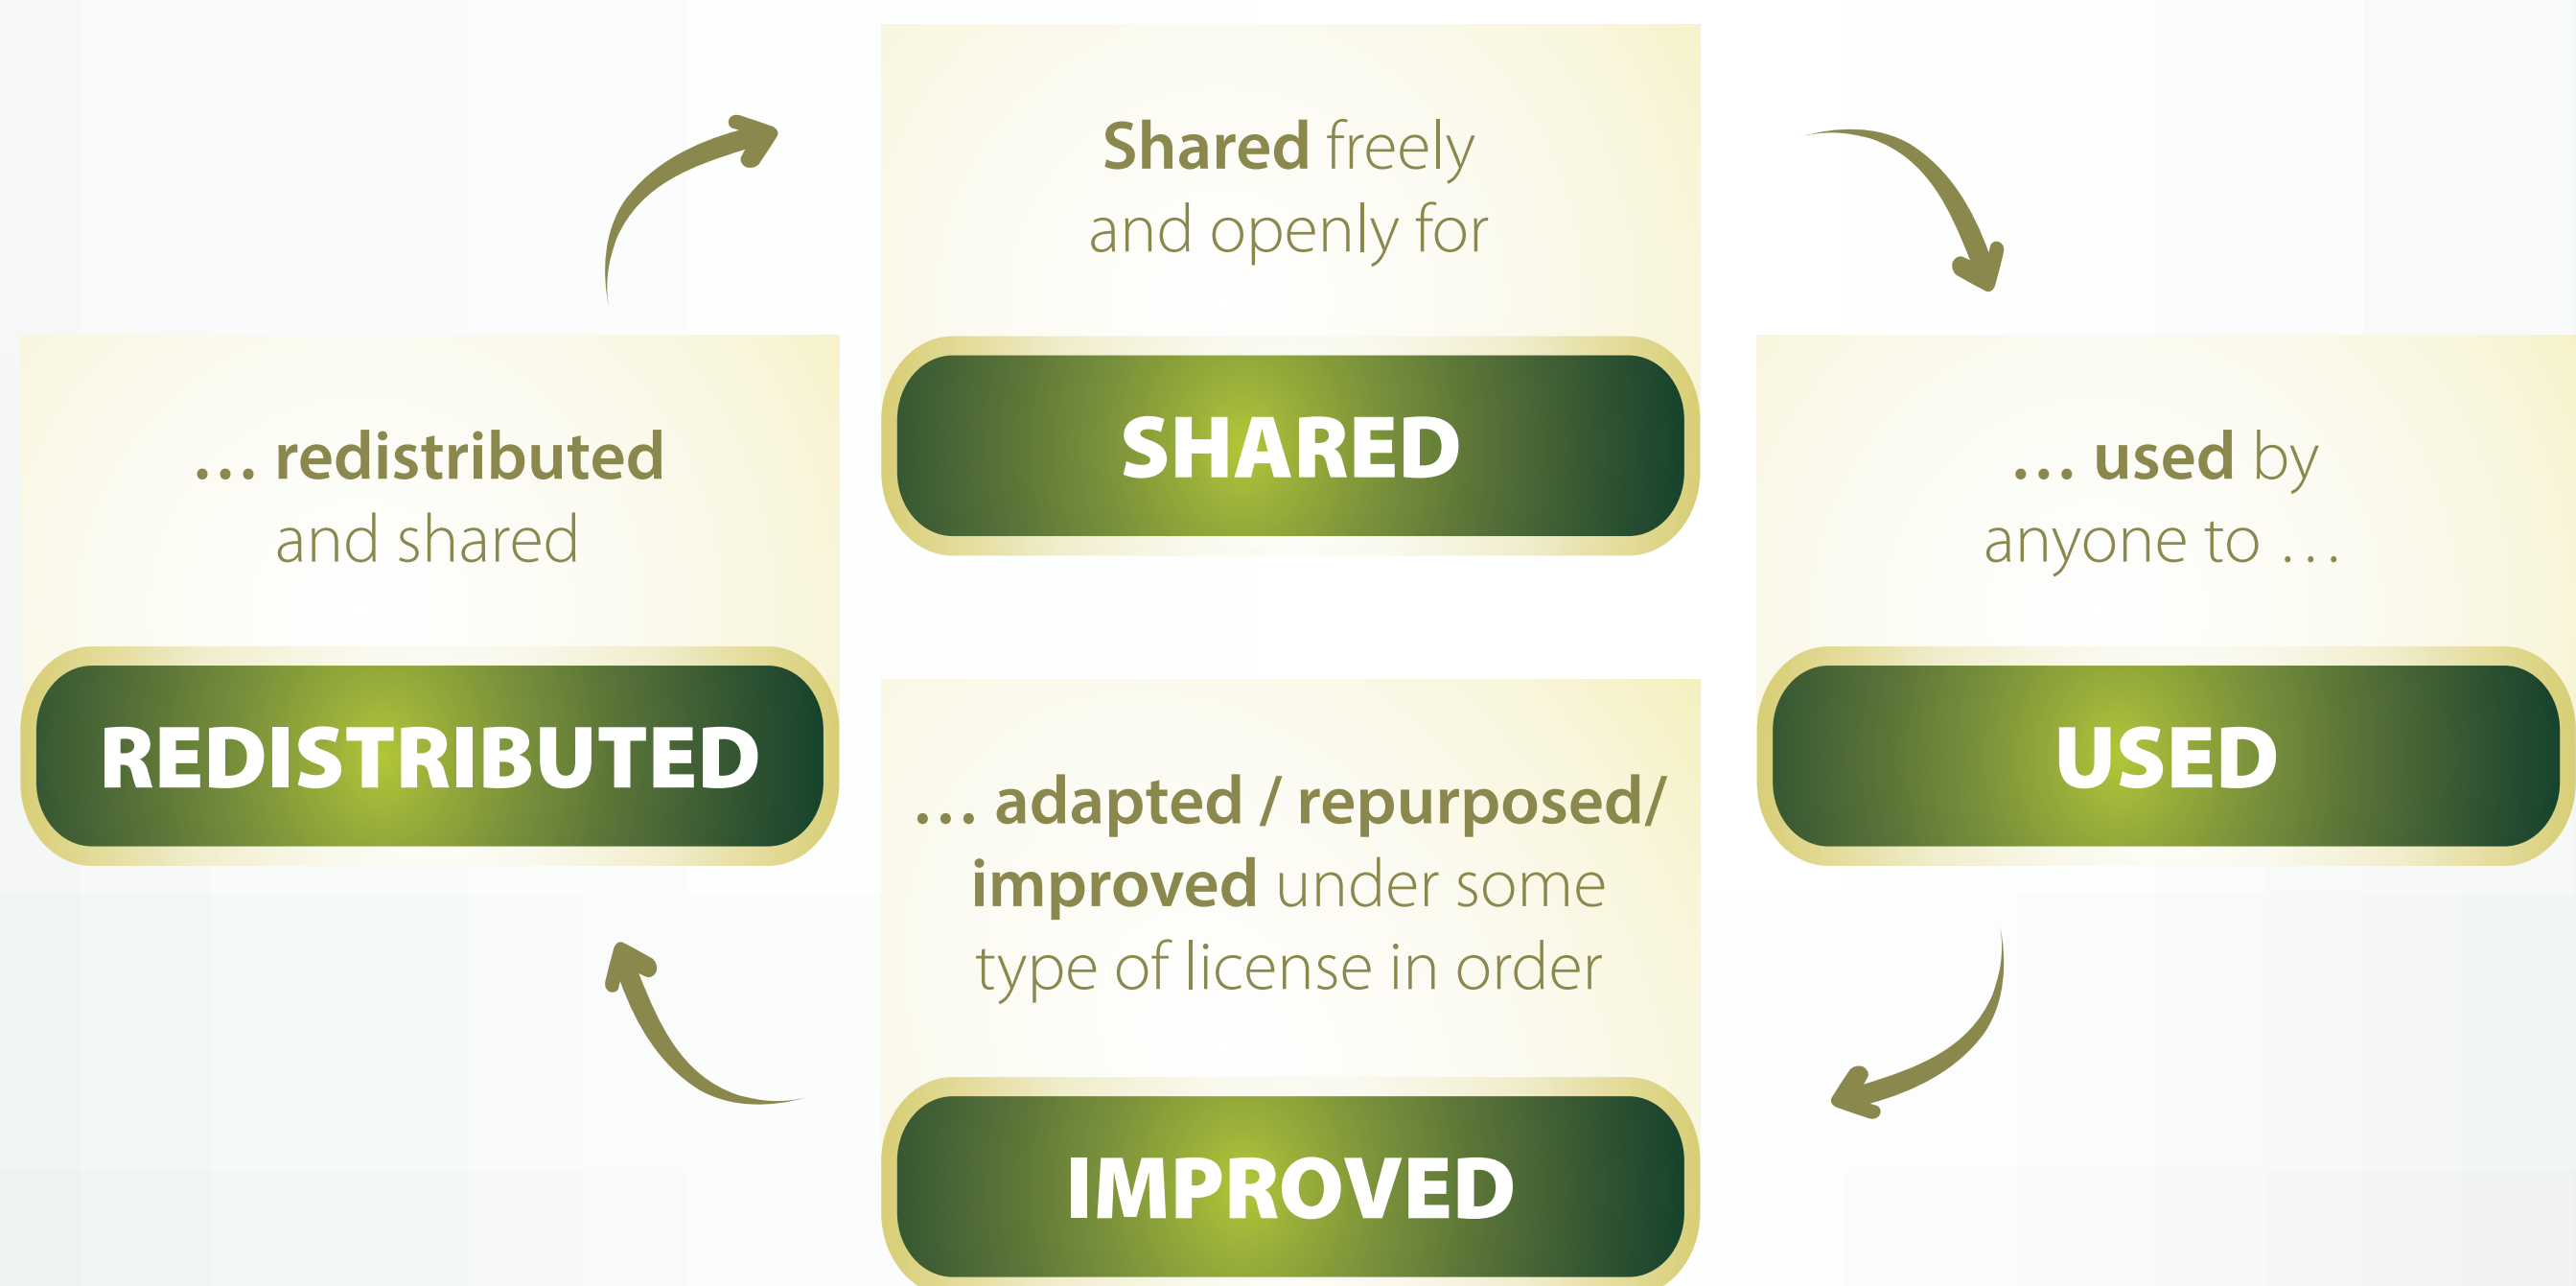 Shared freely
and openly for
SHARED
… used by
anyone to …
USED
… adapted / repurposed/
improved under some
type of license in order
IMPROVED
… redistributed
and shared
REDISTRIBUTED